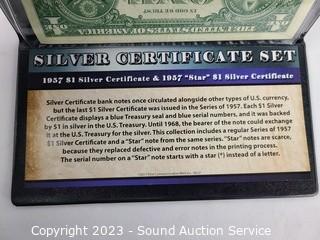 IN GOD WE TRUST
ONE
SILVER CERTIFICATE SET
1957 $1 Silver Certificate & 1957 "Star" $1 Silver Certificate
Silver Certificate bank notes once circulated alongside other types of U.S. currency,
but the last $1 Silver Certificate was issued in the Series of 1957. Each $1 Silver
Certificate displays a blue Treasury seal and blue serial numbers, and it was backed
by $1 in silver in the U.S. Treasury. Until 1968, the bearer of the note could exchange
it at the U.S. Treasury for the silver. This collection includes a regular Series of 1957
$1 Silver Certificate and a "Star" note from the same series. "Star" notes are scarce,
because they replaced defective and error notes in the printing process.
The serial number on a "Star" note starts with a star (*) instead of a letter.
Copyright - 2023 - Sound Auction Service